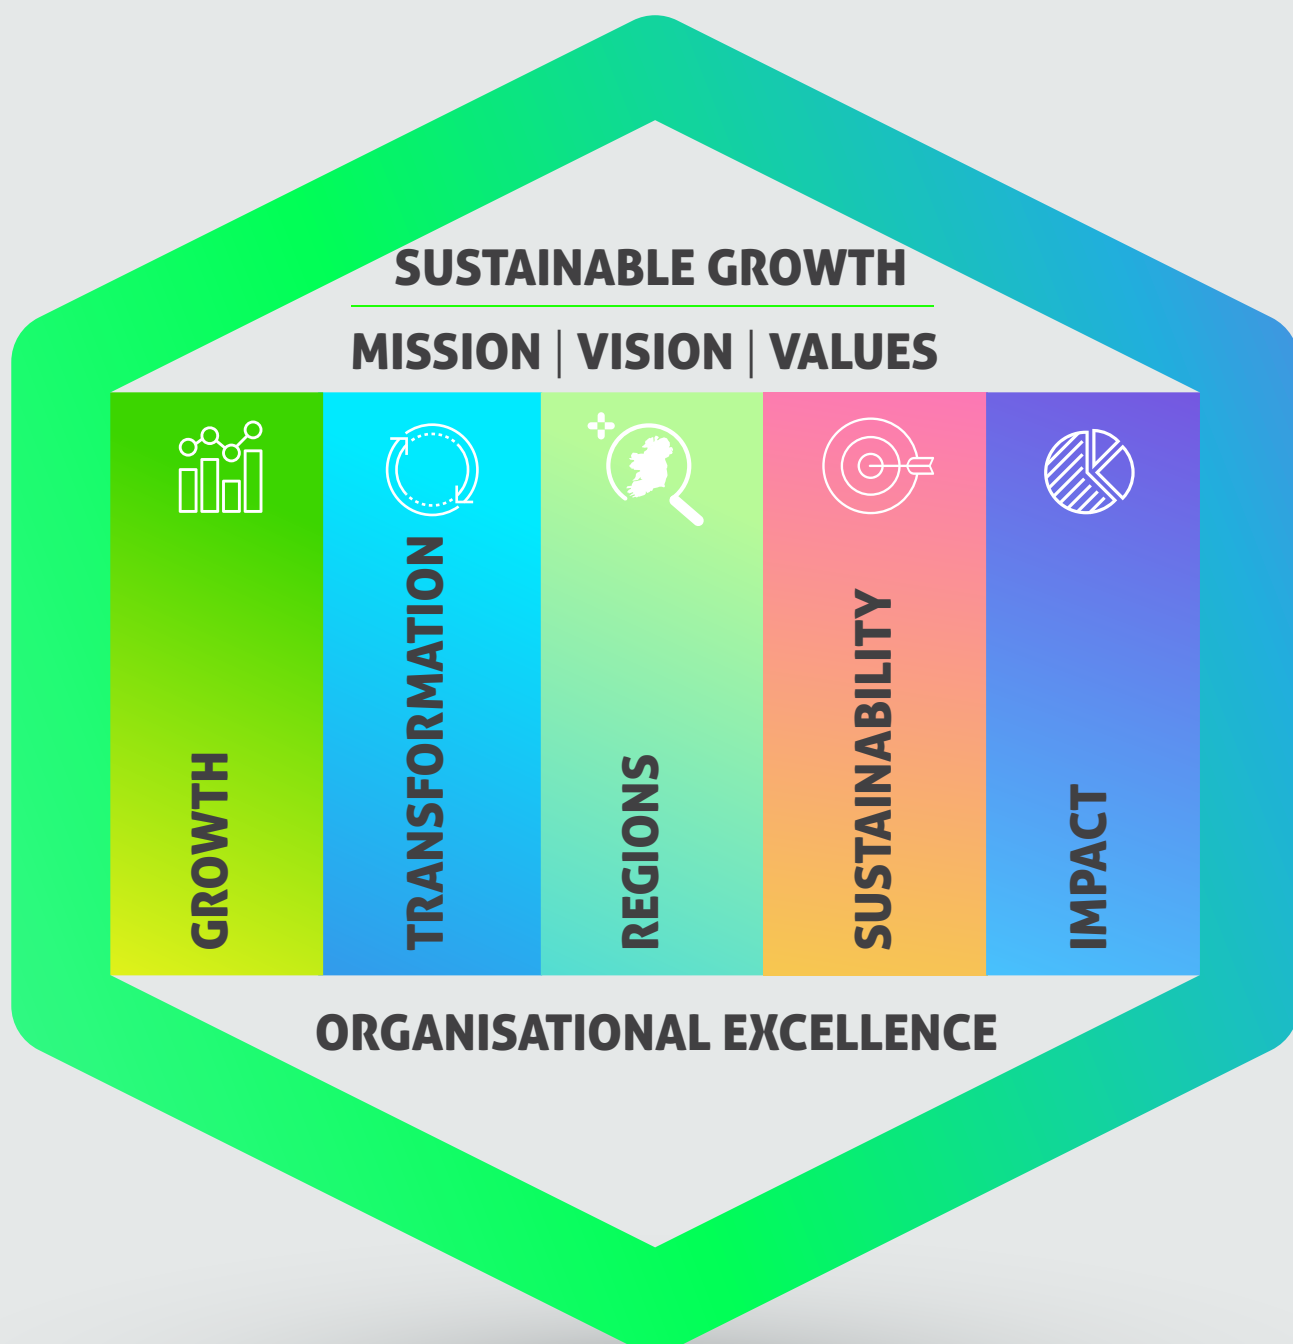 SUSTAINABLE GROWTH
MISSION | VISION | VALUES
GROWTH
TRANSFORMATION
REGIONS
SUSTAINABILITY
IMPACT
ORGANISATIONAL EXCELLENCE